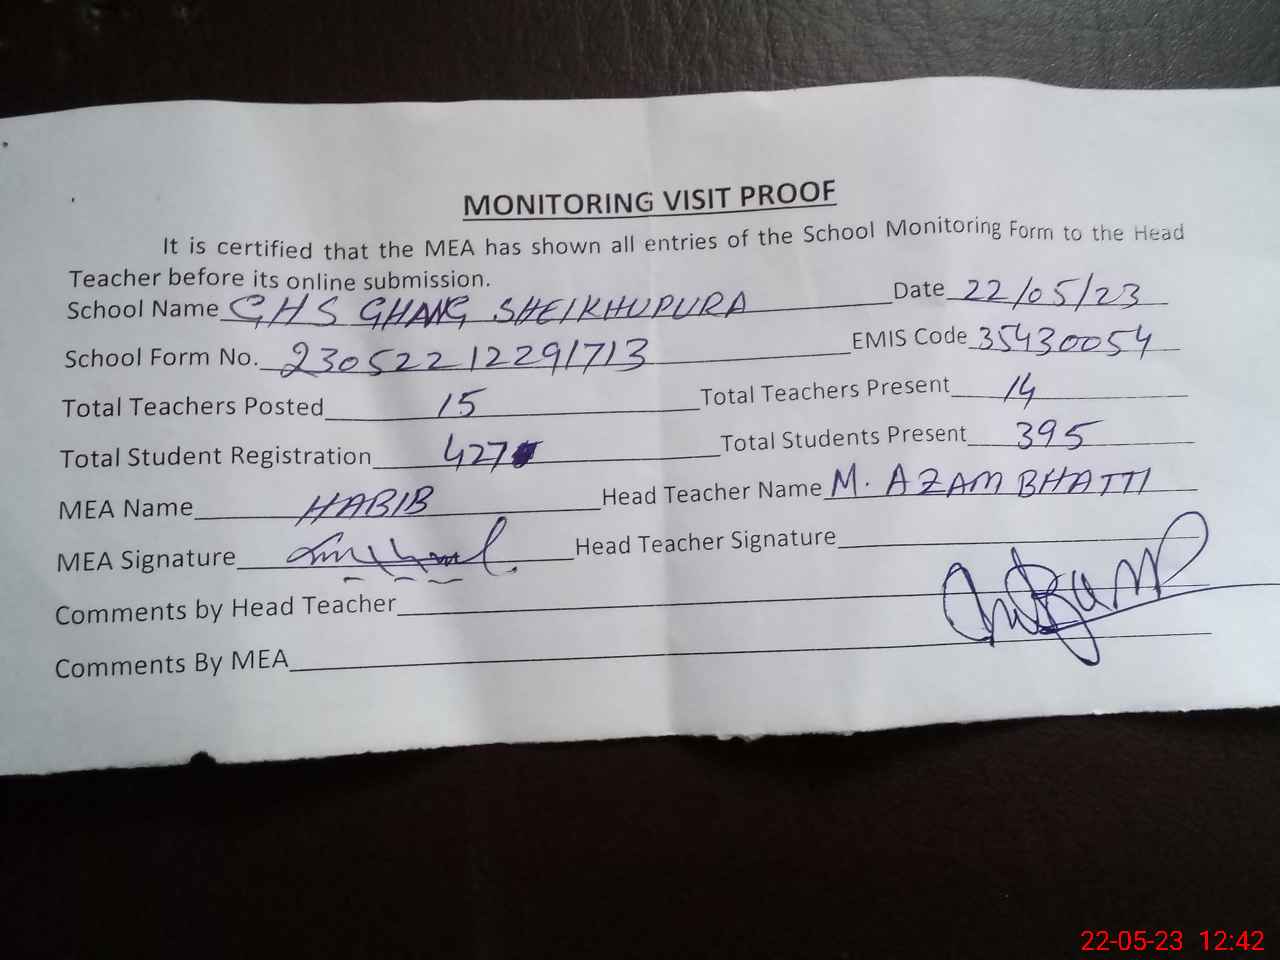 MONITORING VISIT PROOF
It is certified that the MEA has shown all entries of the School Monitoring Form to the Head
Teacher before its online submission.
School Name GHS GHANG SHEIKHUPURA Date 22/05/23
School Form No. 23052212291713 EMIS Code 35430054
Total Teachers Posted 15 Total Teachers Present 14
Total Student Registration 427 Total Students Present 395
MEA Name HABIB Head Teacher Name M. AZAM BHATTI
MEA Signature Head Teacher Signature
Comments by Head Teacher
Comments By MEA
22-05-23 12:42